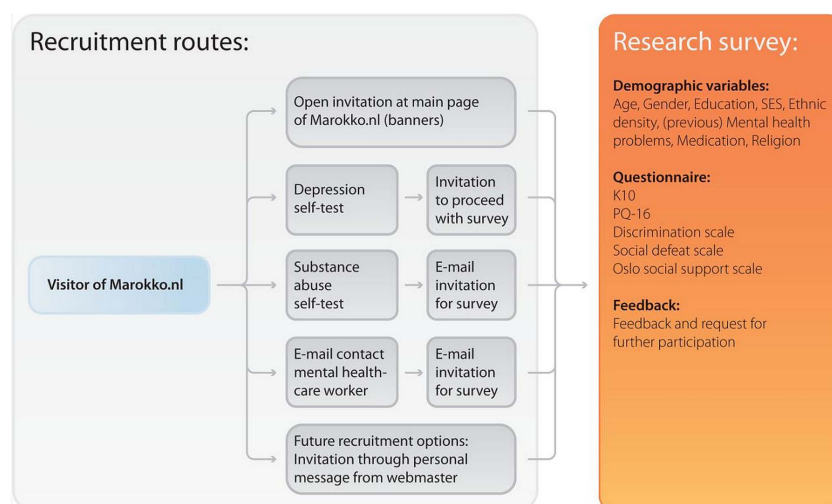 Recruitment routes:
Visitor of Marokko.nl
Open invitation at main page
of Marokko.nl (banners)
Depression
self-test
Invitation
to proceed
with survey
Substance
abuse
self-test
E-mail
invitation
for survey
E-mail contact
mental health-
care worker
E-mail
invitation
for survey
Future recruitment options:
Invitation through personal
message from webmaster
Research survey:
Demographic variables:
Age, Gender, Education, SES, Ethnic
density, (previous) Mental health
problems, Medication, Religion
Questionnaire:
K10
PQ-16
Discrimination scale
Social defeat scale
Oslo social support scale
Feedback:
Feedback and request for
further participation